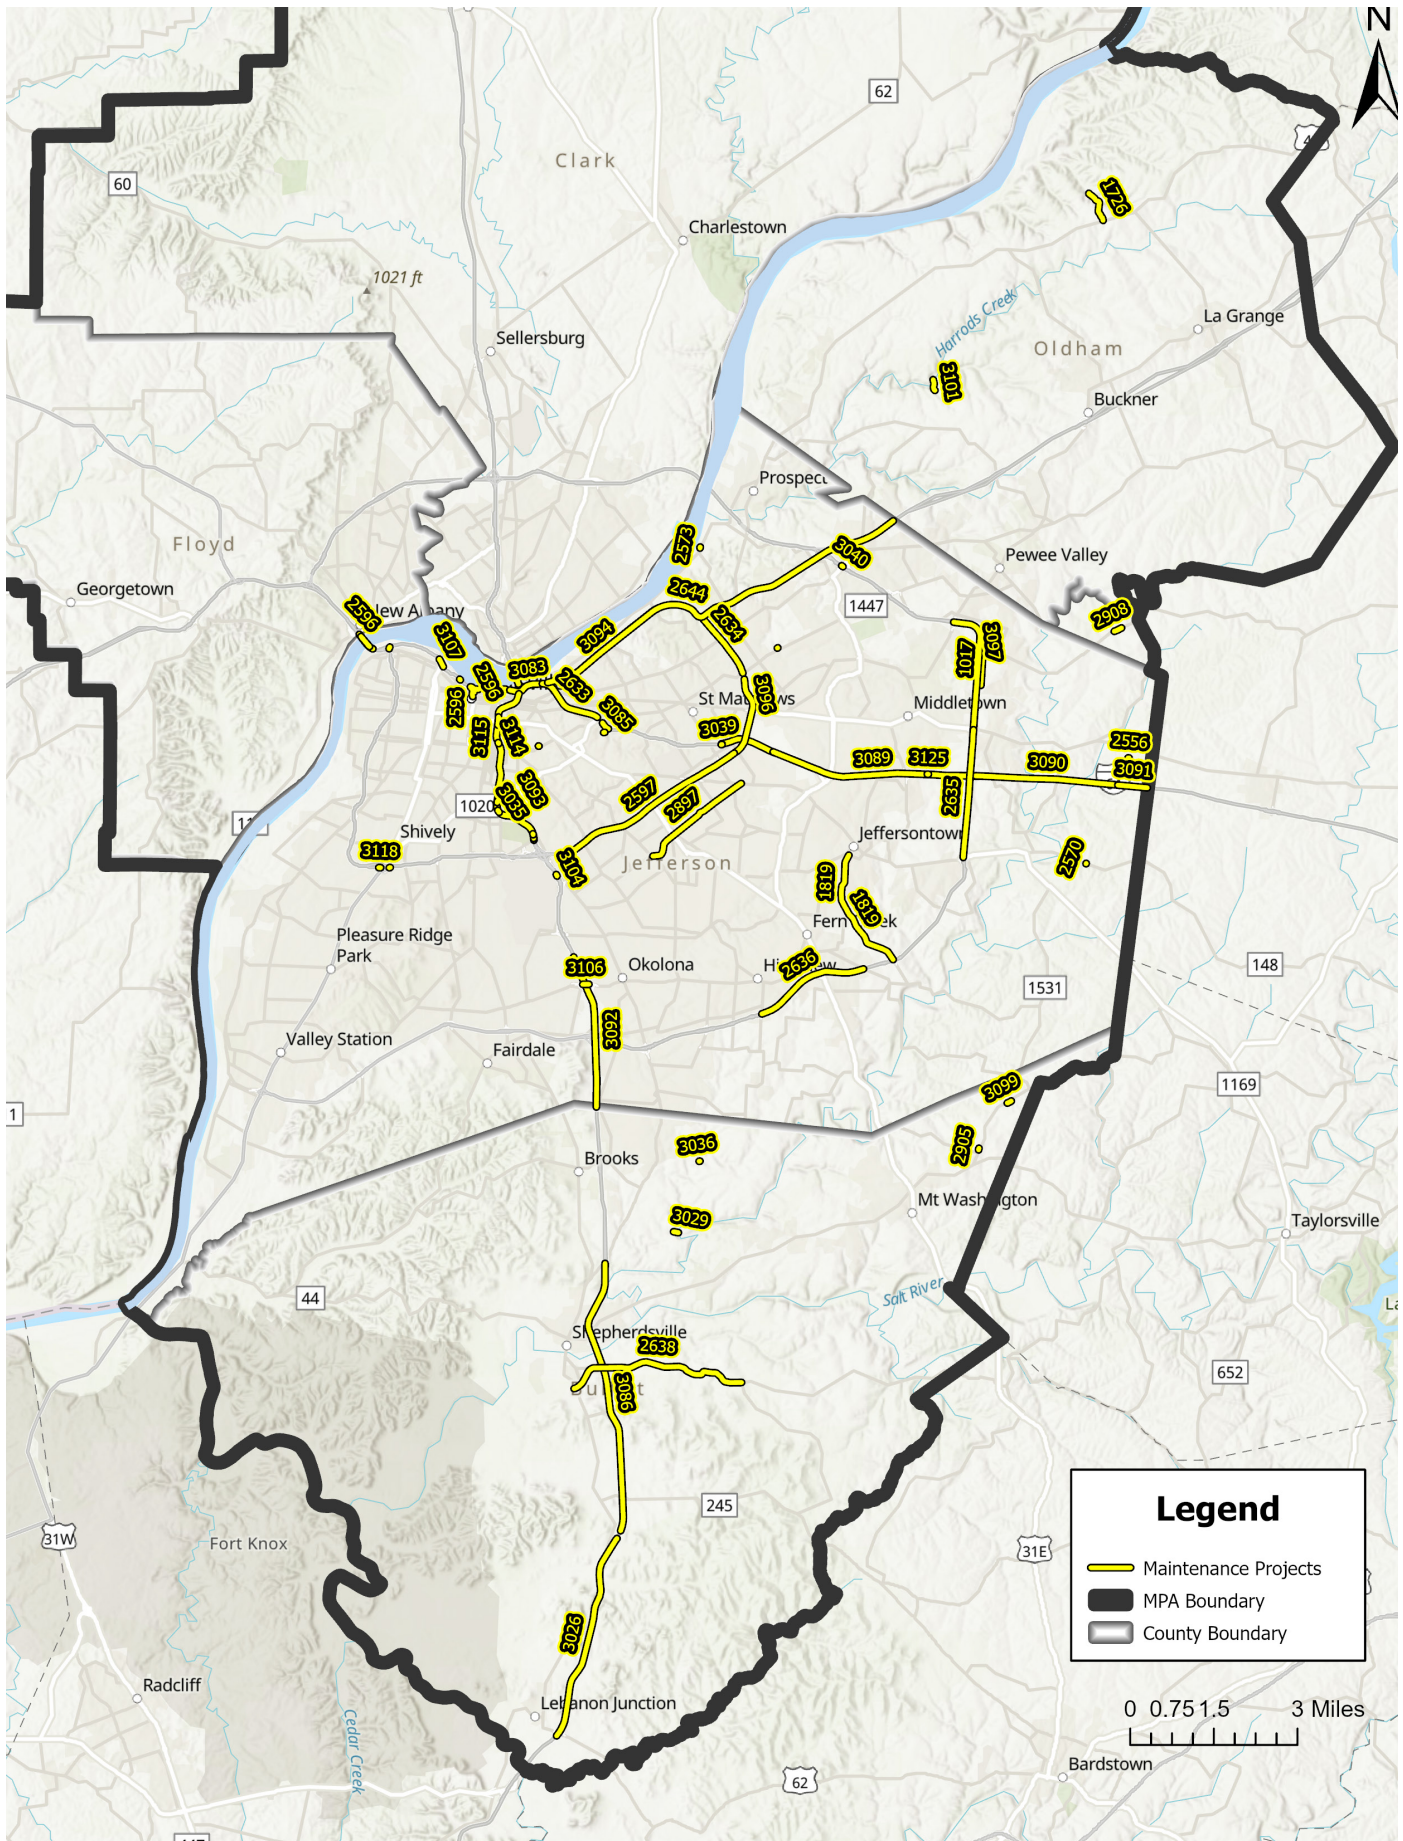 N
62
Clark
60
Charlestown
1726
1021 ft
Harrods Creek
La Grange
Sellersburg
Oldham
3101
Buckner
Prospect
Floyd
2573
3040
Pewee Valley
Georgetown
2644
1447
2596
New Albany
2634
2908
3094
3107
3097
3083
2596
2633
1017
2596
3096
St Matthews
Middletown
3085
3115
3114
3039
2556
3089
3125
3090
3091
3093
3035
2597
2897
2635
1020
Shively
Jeffersontown
3118
3104
Jefferson
2570
1819
1819
Fern Creek
Pleasure Ridge
Park
3106
Okolona
2636
148
1531
3092
Valley Station
Fairdale
3099
1169
1
3036
2905
Brooks
Mt Washington
3029
Taylorsville
Salt River
44
Shepherdsville
2638
652
Bullitt
3086
245
Legend
31W
Fort Knox
31E
Maintenance Projects
MPA Boundary
County Boundary
3026
Radcliff
Lebanon Junction
0 0.75 1.5 3 Miles
Cedar Creek
Bardstown
62